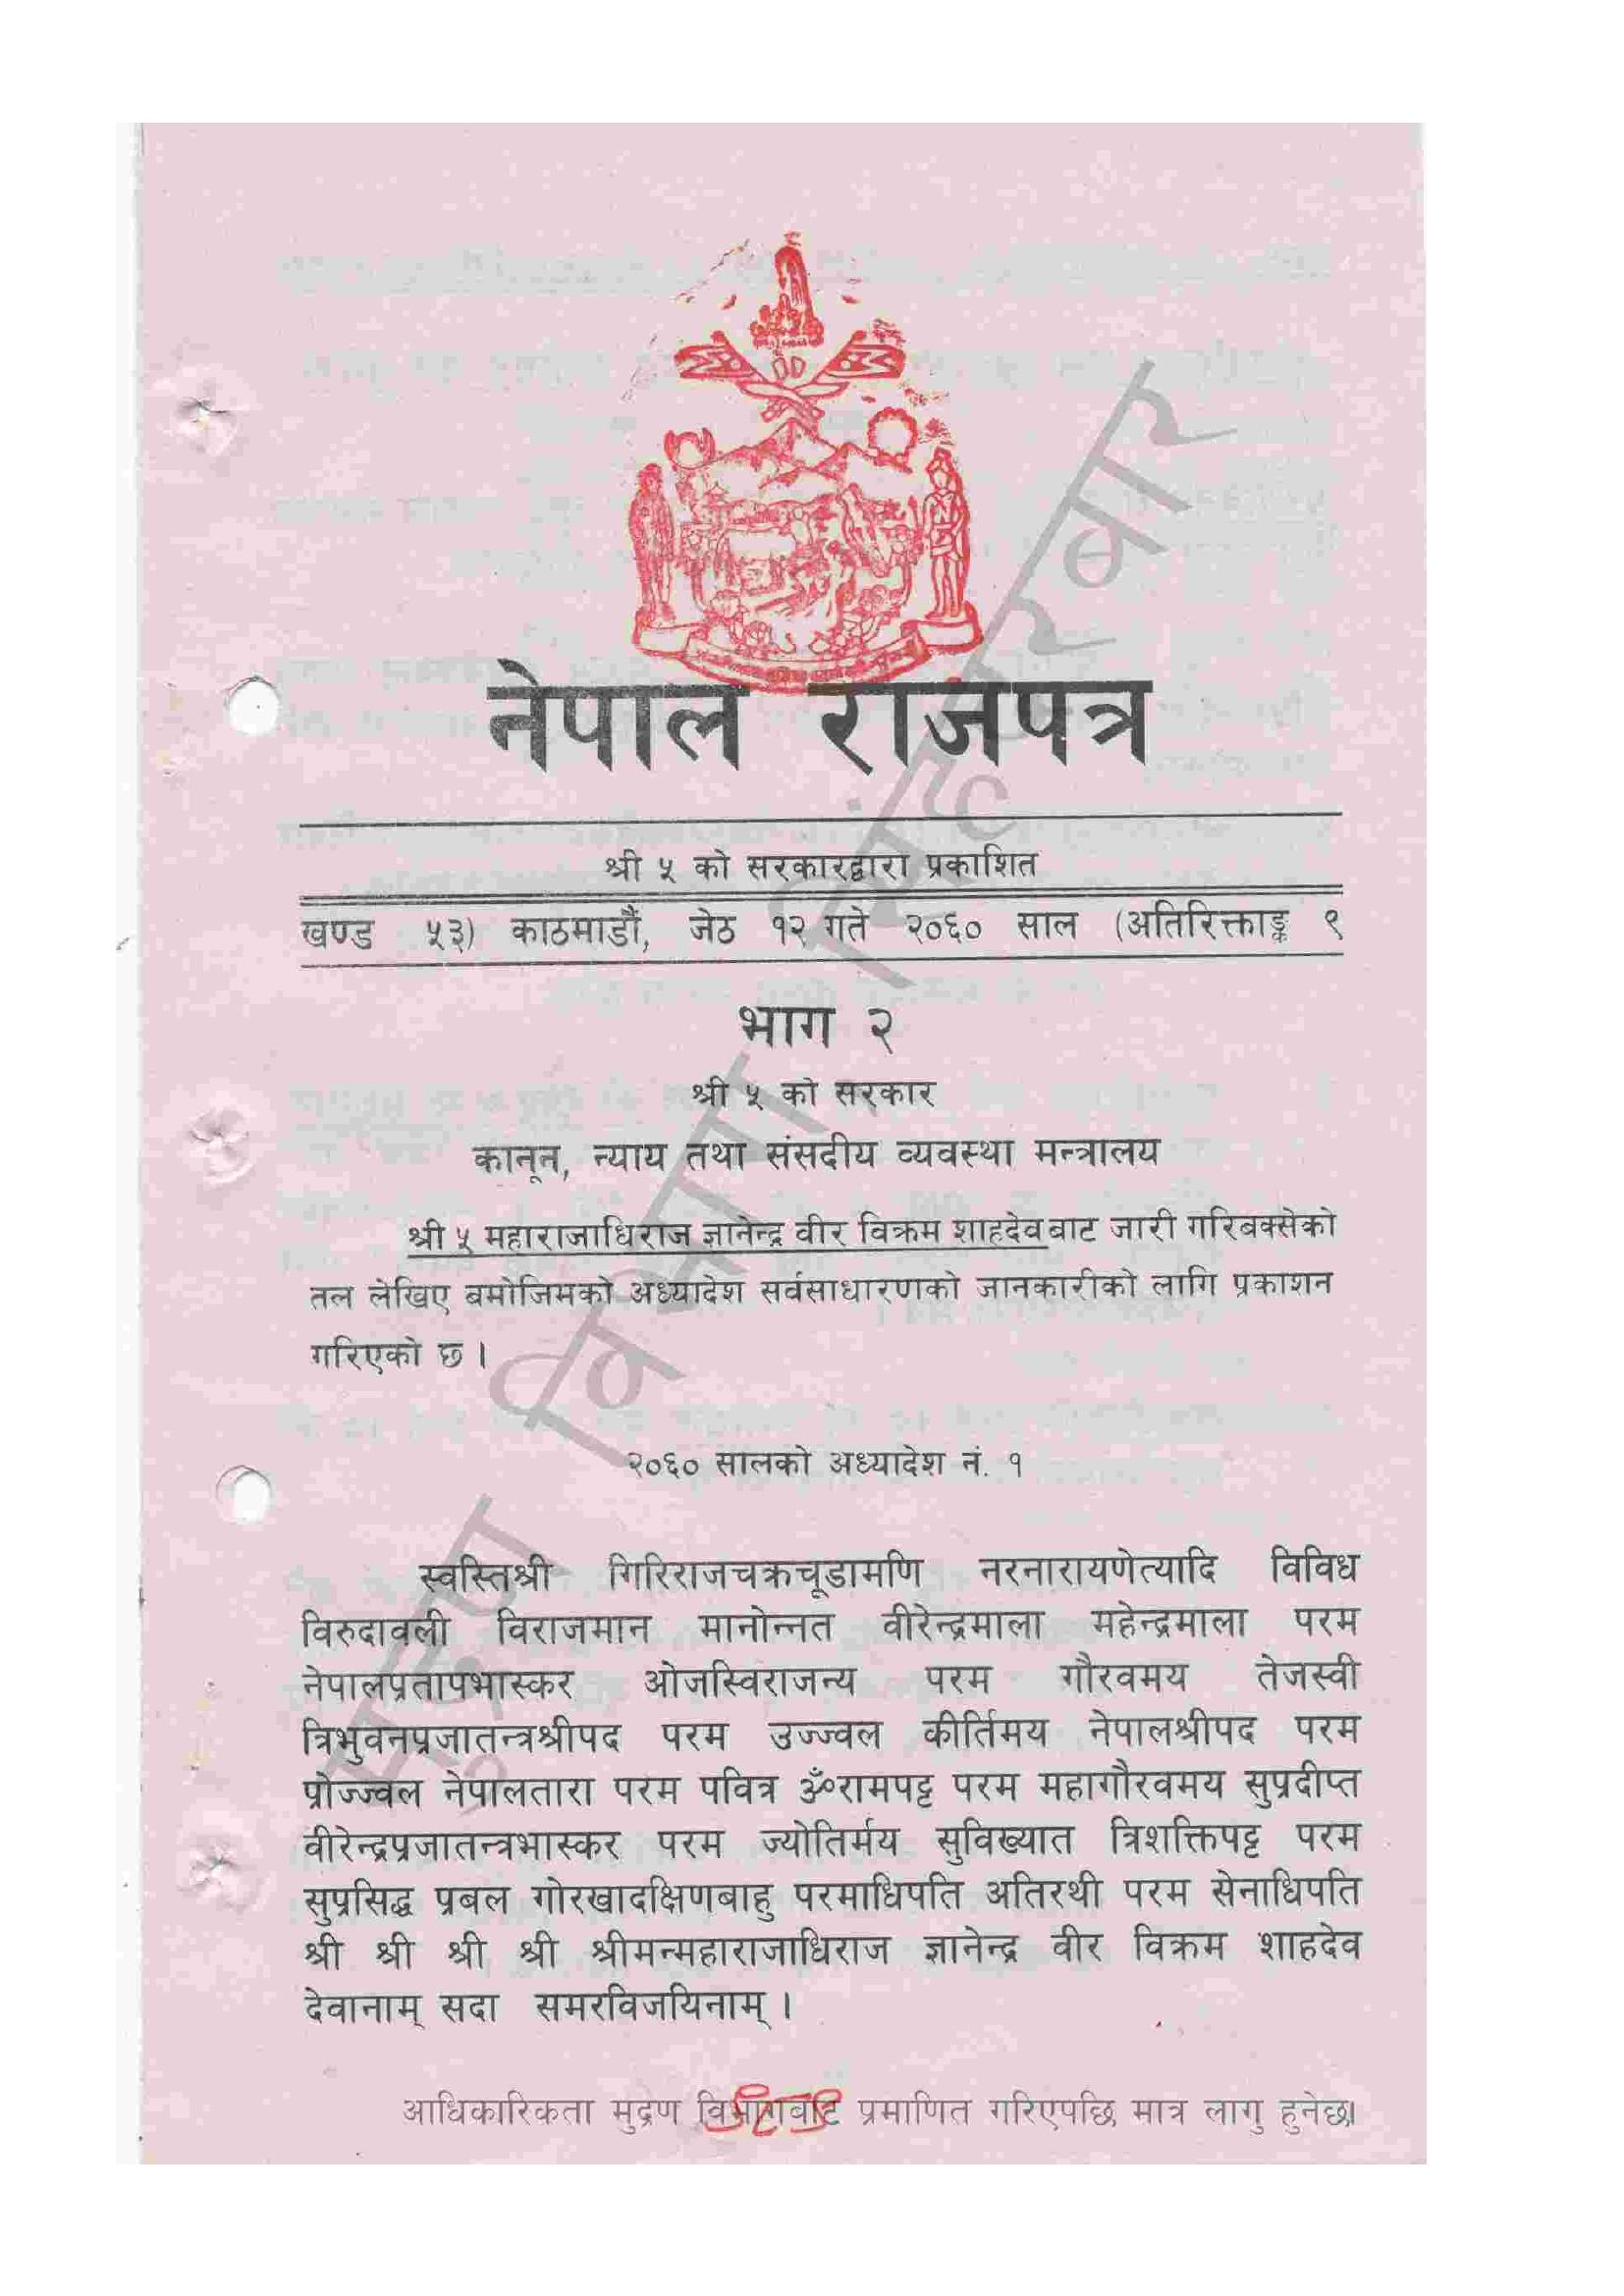 नेपाल राजपत्र
श्री ५ को सरकारद्वारा प्रकाशित
खण्ड ५३) काठमाडौं, जेठ १२ गते २०६० साल (अतिरिक्ताङ्क ९
भाग २
श्री ५ को सरकार
कानून, न्याय तथा संसदीय व्यवस्था मन्त्रालय
श्री ५ महाराजाधिराज ज्ञानेन्द्र वीर विक्रम शाहदेवबाट जारी गरिबक्सेको
तल लेखिए बमोजिमको अध्यादेश सर्वसाधारणको जानकारीको लागि प्रकाशन
गरिएको छ ।
२०६० सालको अध्यादेश नं. १
स्वस्तिश्री गिरिराजचक्रचूडामणि नरनारायणेत्यादि विविध
विरुदावली विराजमान मानोन्नत वीरेन्द्रमाला महेन्द्रमाला परम
नेपालप्रतापभास्कर ओजस्विराजन्य परम गौरवमय तेजस्वी
त्रिभुवनप्रजातन्त्रश्रीपद परम उज्ज्वल कीर्तिमय नेपालश्रीपद परम
प्रोज्ज्वल नेपालतारा परम पवित्र ॐरामपट्ट परम महागौरवमय सुप्रदीप्त
वीरेन्द्रप्रजातन्त्रभास्कर परम ज्योतिर्मय सुविख्यात त्रिशक्तिपट्ट परम
सुप्रसिद्ध प्रबल गोरखादक्षिणबाहु परमाधिपति अतिरथी परम सेनाधिपति
श्री श्री श्री श्री श्रीमन्महाराजाधिराज ज्ञानेन्द्र वीर विक्रम शाहदेव
देवानाम् सदा समरविजयिनाम् ।
आधिकारिकता मुद्रण विभागबाट प्रमाणित गरिएपछि मात्र लागु हुनेछ।
मुद्रण विभाग सिंहदरवार